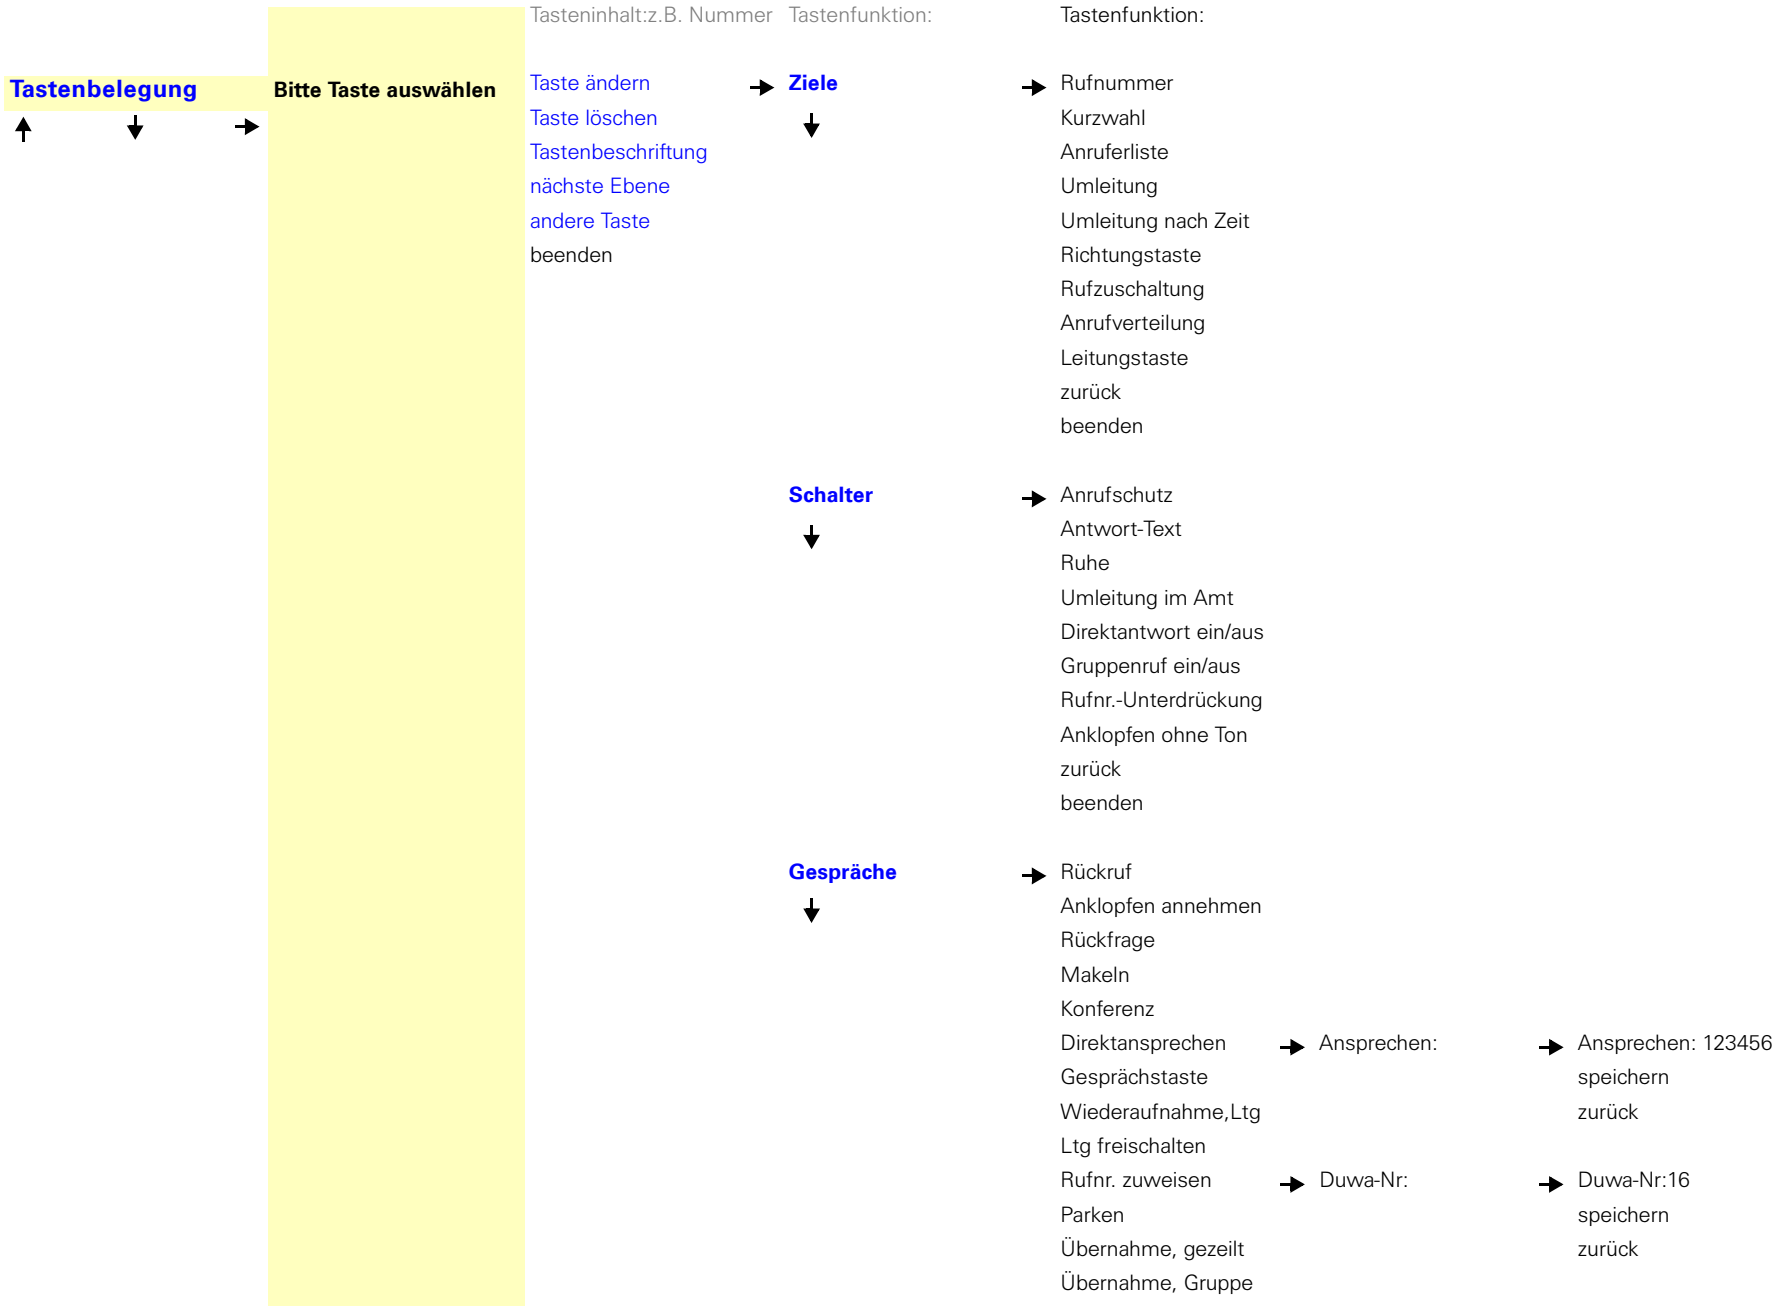 Tasteninhalt:z.B. Nummer Tastenfunktion: Tastenfunktion:
Tastenbelegung Bitte Taste auswählen Taste ändern Ziele Rufnummer
Taste löschen Kurzwahl
Tastenbeschriftung Anruferliste
nächste Ebene Umleitung
andere Taste Umleitung nach Zeit
beenden Richtungstaste
Rufzuschaltung
Anrufverteilung
Leitungstaste
zurück
beenden
Schalter Anrufschutz
Antwort-Text
Ruhe
Umleitung im Amt
Direktantwort ein/aus
Gruppenruf ein/aus
Rufnr.-Unterdrückung
Anklopfen ohne Ton
zurück
beenden
Gespräche Rückruf
Anklopfen annehmen
Rückfrage
Makeln
Konferenz
Direktansprechen Ansprechen: Ansprechen: 123456
Gesprächstaste speichern
Wiederaufnahme,Ltg zurück
Ltg freischalten
Rufnr. zuweisen Duwa-Nr: Duwa-Nr:16
Parken speichern
Übernahme, gezeilt zurück
Übernahme, Gruppe